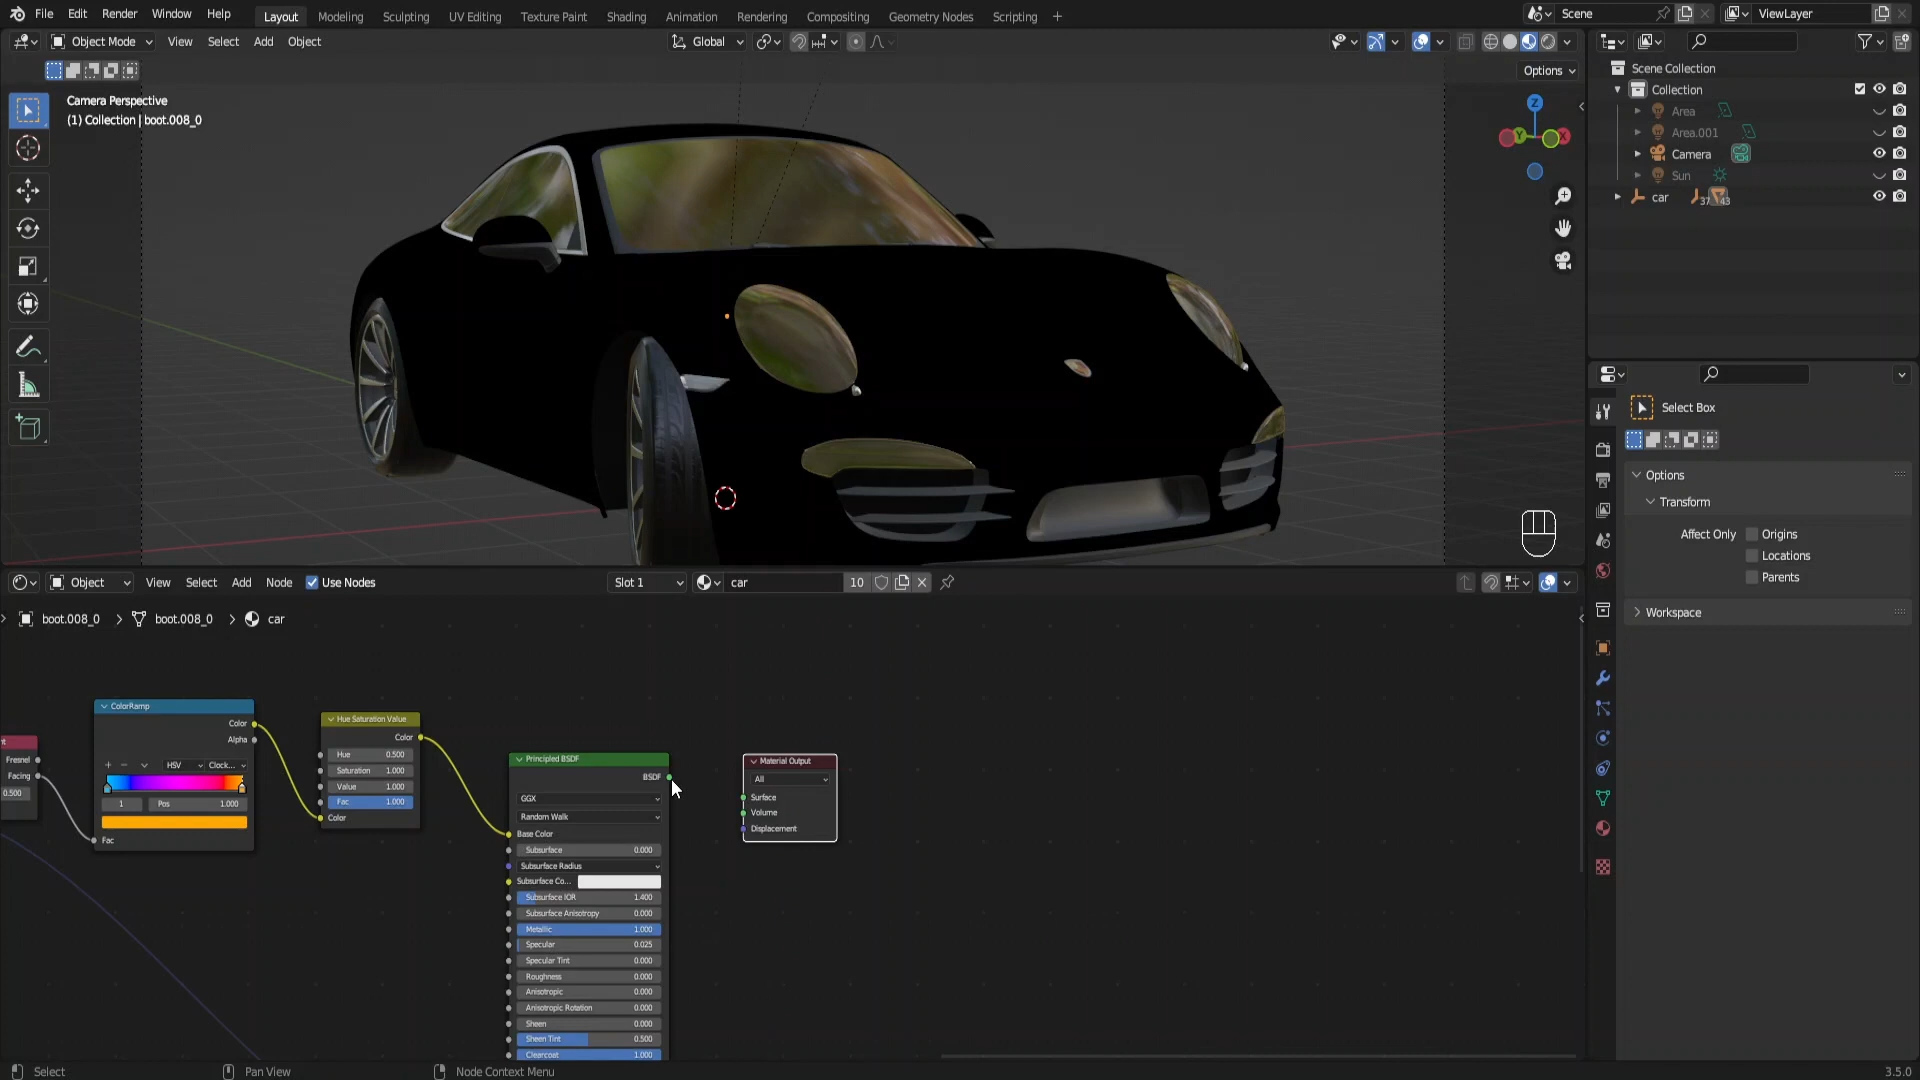 File Edit Render Window Help Layout Modeling Sculpting UV Editing Texture Paint Shading Animation Rendering Compositing Geometry Nodes Scripting + Scene ViewLayer
Object Mode View Select Add Object Global
Options
Camera Perspective
(1) Collection | boot.008_0
Z
Y
X
Scene Collection
Collection
Area
Area.001
Camera
Sun
car 37 43
Select Box
Options
Transform
Affect Only Origins
Locations
Parents
Workspace
Object View Select Add Node Use Nodes Slot 1 car 10
boot.008_0 > boot.008_0 > car
Fresnel
Facing
0.500
ColorRamp
Color
Alpha
+ − HSV Clock...
1 Pos 1.000
Fac
Hue Saturation Value
Color
Hue 0.500
Saturation 1.000
Value 1.000
Fac 1.000
Color
Principled BSDF
BSDF
GGX
Random Walk
Base Color
Subsurface 0.000
Subsurface Radius
Subsurface Co...
Subsurface IOR 1.400
Subsurface Anisotropy 0.000
Metallic 1.000
Specular 0.025
Specular Tint 0.000
Roughness 0.000
Anisotropic 0.000
Anisotropic Rotation 0.000
Sheen 0.000
Sheen Tint 0.500
Clearcoat 1.000
Material Output
All
Surface
Volume
Displacement
Select Pan View Node Context Menu 3.5.0